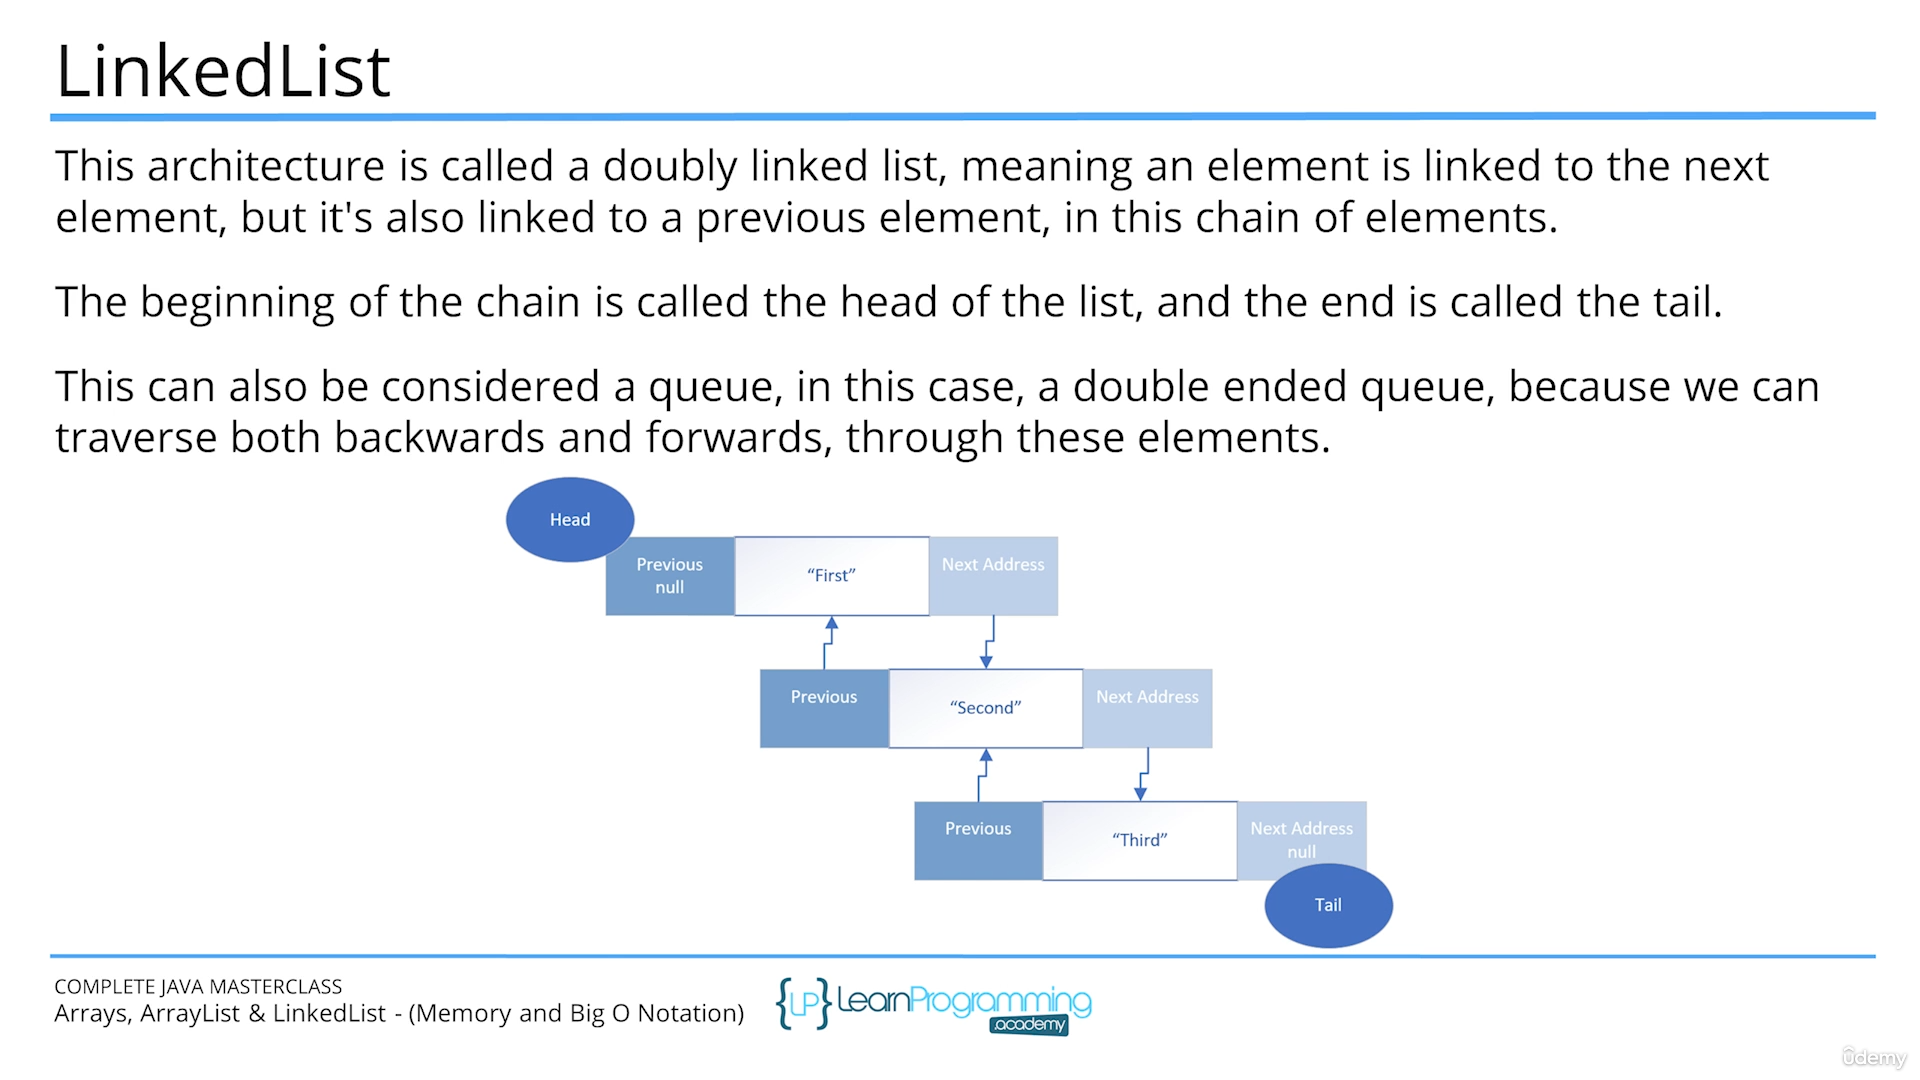 LinkedList
This architecture is called a doubly linked list, meaning an element is linked to the next
element, but it's also linked to a previous element, in this chain of elements.
The beginning of the chain is called the head of the list, and the end is called the tail.
This can also be considered a queue, in this case, a double ended queue, because we can
traverse both backwards and forwards, through these elements.
Head
Previous
null
“First”
Next Address
Previous
“Second”
Next Address
Previous
“Third”
Next Address
null
Tail
COMPLETE JAVA MASTERCLASS
Arrays, ArrayList & LinkedList - (Memory and Big O Notation)
{LP} LearnProgramming
.academy
udemy